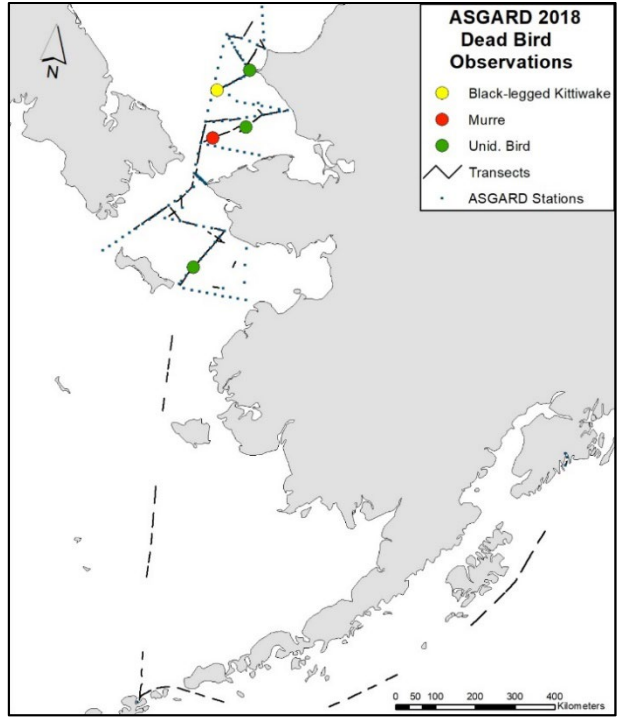 N
ASGARD 2018
Dead Bird
Observations
Black-legged Kittiwake
Murre
Unid. Bird
Transects
ASGARD Stations
0 50 100 200 300 400
Kilometers